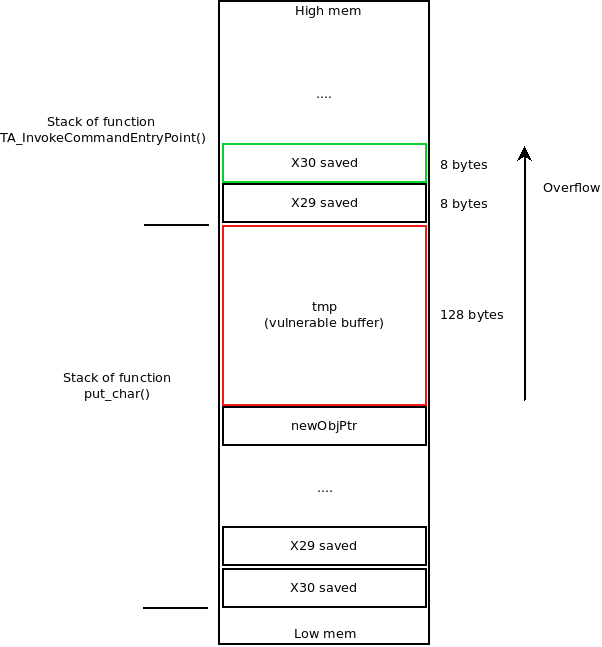 High mem
....
Stack of function
TA_InvokeCommandEntryPoint()
X30 saved
8 bytes
Overflow
X29 saved
8 bytes
tmp
(vulnerable buffer)
128 bytes
Stack of function
put_char()
newObjPtr
....
X29 saved
X30 saved
Low mem